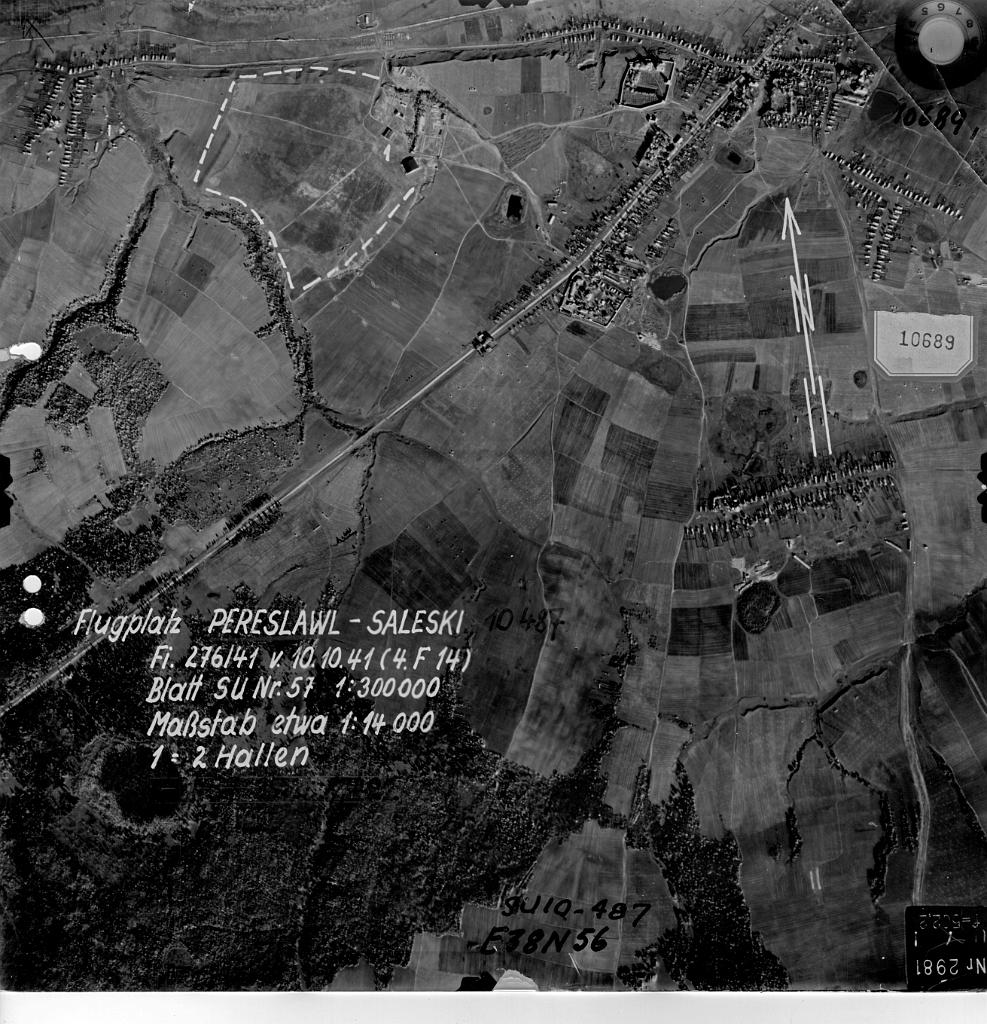 10689,
N
10689
Flugplatz PERESLAWL - SALESKI
10487
Fi. 276/41 v. 10.10.41 (4. F 14)
Blatt SU Nr. 57 1:300000
Maßstab etwa 1:14 000
1 = 2 Hallen
GU10-487
-E38N56
Nr 2981